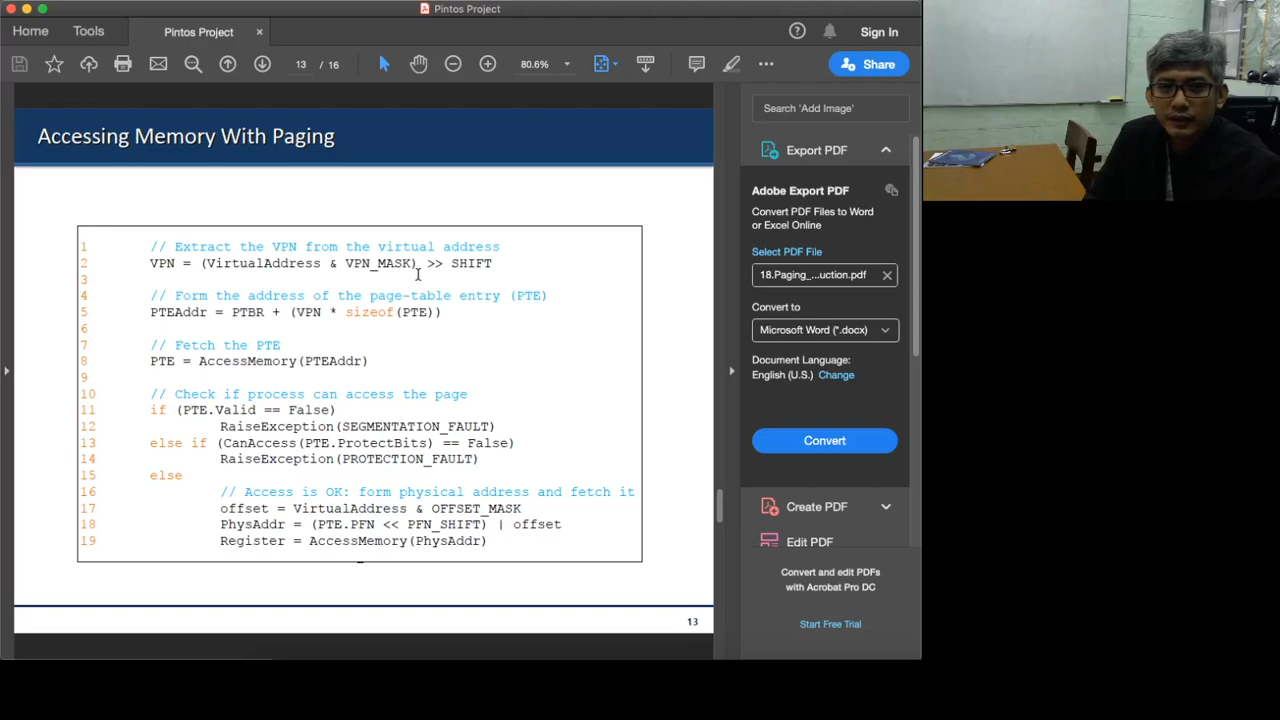 Pintos Project
Home
Tools
Pintos Project
Sign In
13 / 16
80.6%
Share
Accessing Memory With Paging
1 // Extract the VPN from the virtual address
2 VPN = (VirtualAddress & VPN_MASK) >> SHIFT
3
4 // Form the address of the page-table entry (PTE)
5 PTEAddr = PTBR + (VPN * sizeof(PTE))
6
7 // Fetch the PTE
8 PTE = AccessMemory(PTEAddr)
9
10 // Check if process can access the page
11 if (PTE.Valid == False)
12 RaiseException(SEGMENTATION_FAULT)
13 else if (CanAccess(PTE.ProtectBits) == False)
14 RaiseException(PROTECTION_FAULT)
15 else
16 // Access is OK: form physical address and fetch it
17 offset = VirtualAddress & OFFSET_MASK
18 PhysAddr = (PTE.PFN << PFN_SHIFT) | offset
19 Register = AccessMemory(PhysAddr)
13
Search 'Add Image'
Export PDF
Adobe Export PDF
Convert PDF Files to Word
or Excel Online
Select PDF File
18.Paging_...uction.pdf
Convert to
Microsoft Word (*.docx)
Document Language:
English (U.S.) Change
Convert
Create PDF
Edit PDF
Convert and edit PDFs
with Acrobat Pro DC
Start Free Trial